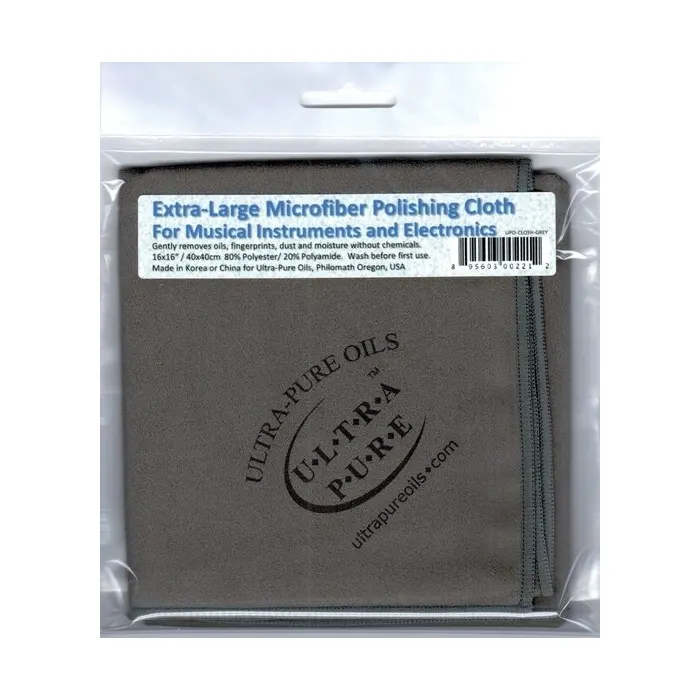 Extra-Large Microfiber Polishing Cloth
For Musical Instruments and Electronics
UPO-CLOTH-GREY
Gently removes oils, fingerprints, dust and moisture without chemicals.
16x16" / 40x40cm 80% Polyester/ 20% Polyamide. Wash before first use.
Made in Korea or China for Ultra-Pure Oils, Philomath Oregon, USA
8 95603 00221 2
ULTRA-PURE OILS
U•L•T•R•A
TM
P•U•R•E
ultrapureoils•com